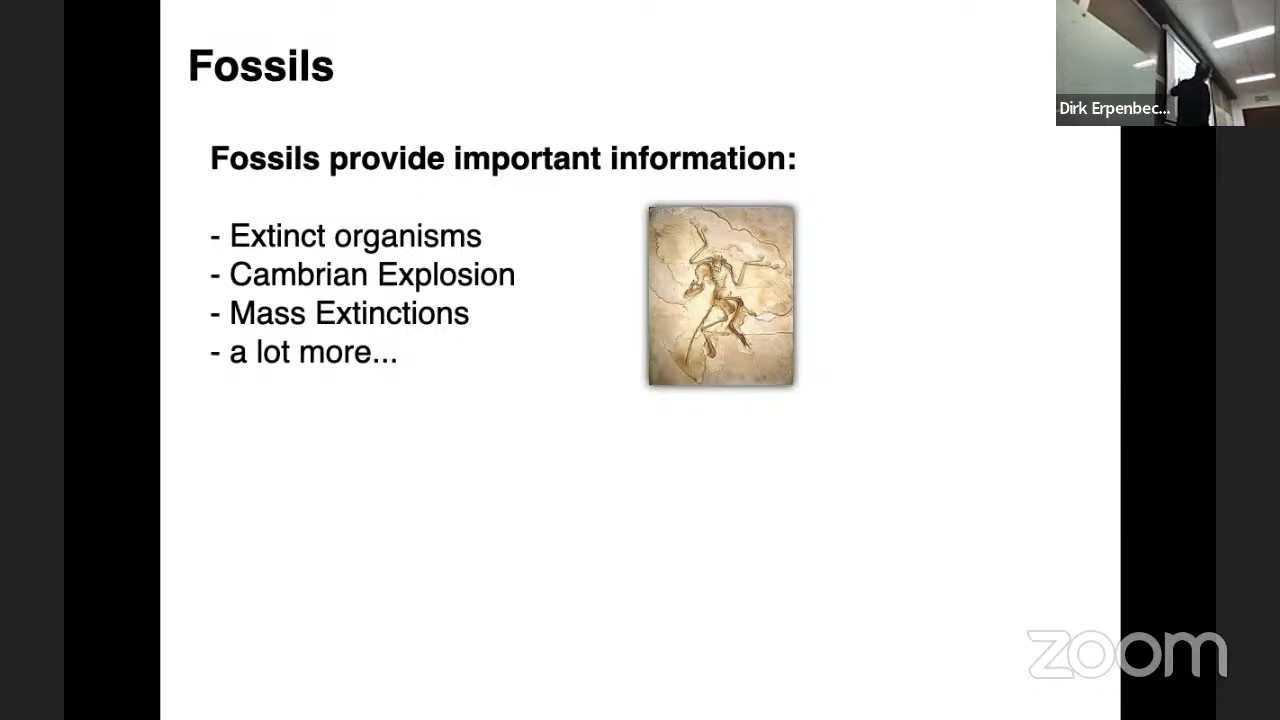 Fossils
Dirk Erpenbec...
Fossils provide important information:
- Extinct organisms
- Cambrian Explosion
- Mass Extinctions
- a lot more...
zoom